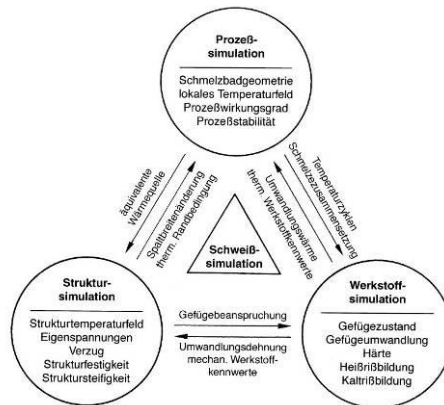 Prozeß-
simulation
Schmelzbadgeometrie
lokales Temperaturfeld
Prozeßwirkungsgrad
Prozeßstabilität
äquivalente
Wärmequelle
Spaltbreitenänderung
therm. Randbedingung
Temperaturzyklen
Schmelzezusammensetzung
Umwandlungswärme
therm. Werkstoffkennwerte
Schweiß-
simulation
Struktur-
simulation
Strukturtemperaturfeld
Eigenspannungen
Verzug
Strukturfestigkeit
Struktursteifigkeit
Gefügebeanspruchung
Umwandlungsdehnung
mechan. Werkstoff-
kennwerte
Werkstoff-
simulation
Gefügezustand
Gefügeumwandlung
Härte
Heißrißbildung
Kaltrißbildung